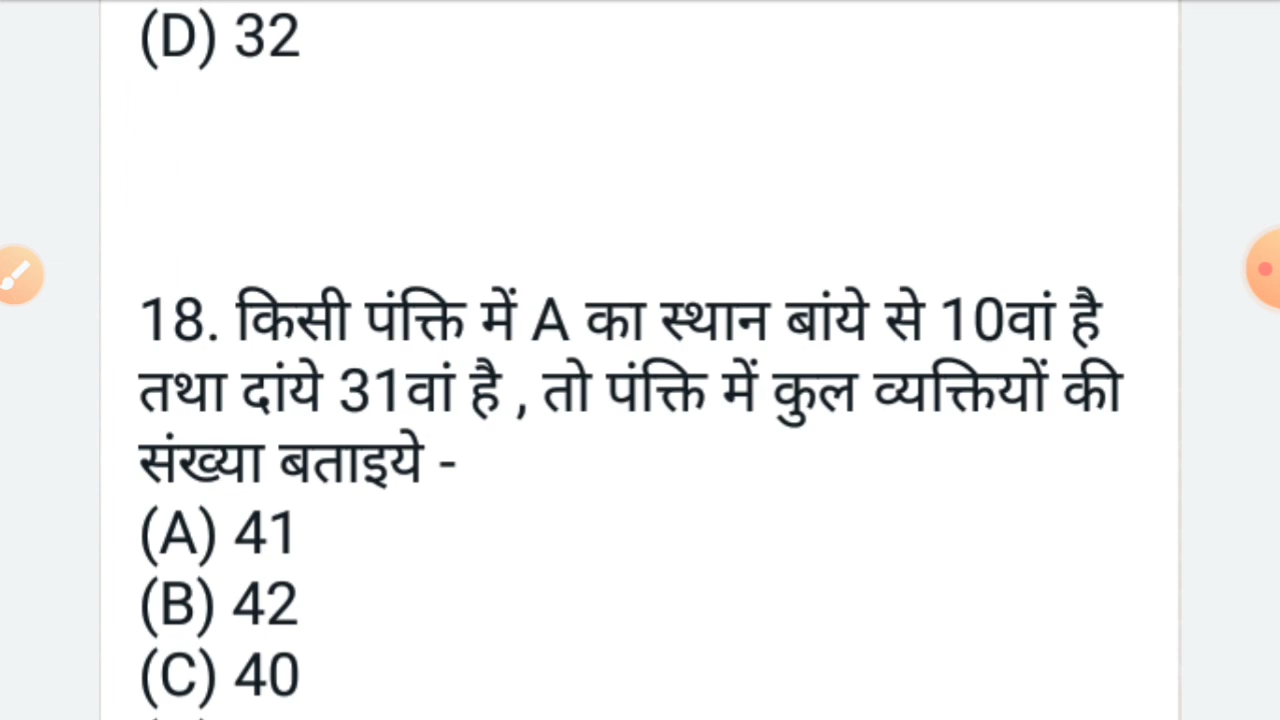 (D) 32
18. किसी पंक्ति में A का स्थान बांये से 10वां है
तथा दांये 31वां है , तो पंक्ति में कुल व्यक्तियों की
संख्या बताइये -
(A) 41
(B) 42
(C) 40